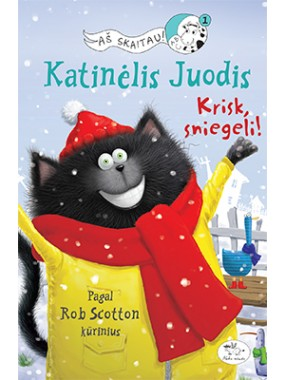 AŠ SKAITAU!
1
Katinėlis Juodis
Krisk,
sniegeli!
Pagal
Rob Scotton
kūrinius